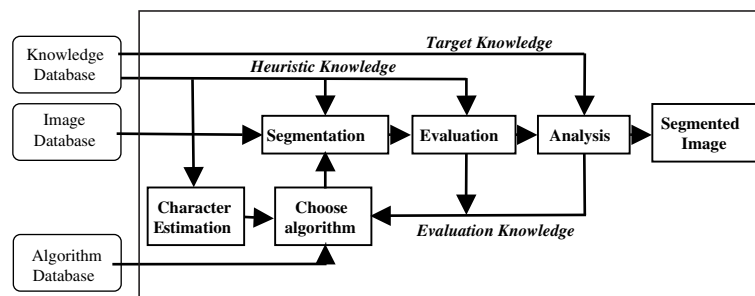 Knowledge
Database
Target Knowledge
Heuristic Knowledge
Image
Database
Segmentation
Evaluation
Analysis
Segmented
Image
Character
Estimation
Choose
algorithm
Evaluation Knowledge
Algorithm
Database